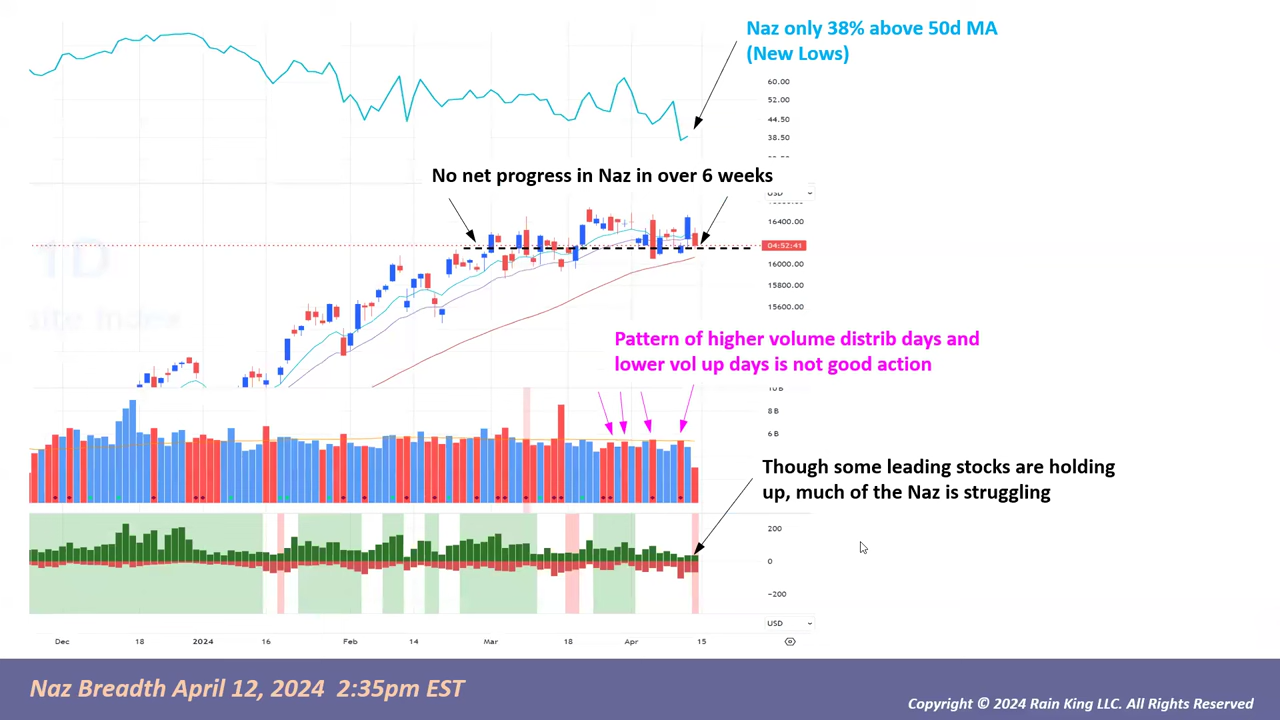 Naz only 38% above 50d MA
(New Lows)
60.00
52.00
44.50
38.50
No net progress in Naz in over 6 weeks
USD
16400.00
04:52:41
16000.00
15800.00
15600.00
1D
site Index
Pattern of higher volume distrib days and
lower vol up days is not good action
10 B
8 B
6 B
Though some leading stocks are holding
up, much of the Naz is struggling
200
0
-200
USD
Dec 18 2024 16 Feb 14 Mar 18 Apr 15
Naz Breadth April 12, 2024 2:35pm EST
Copyright © 2024 Rain King LLC. All Rights Reserved